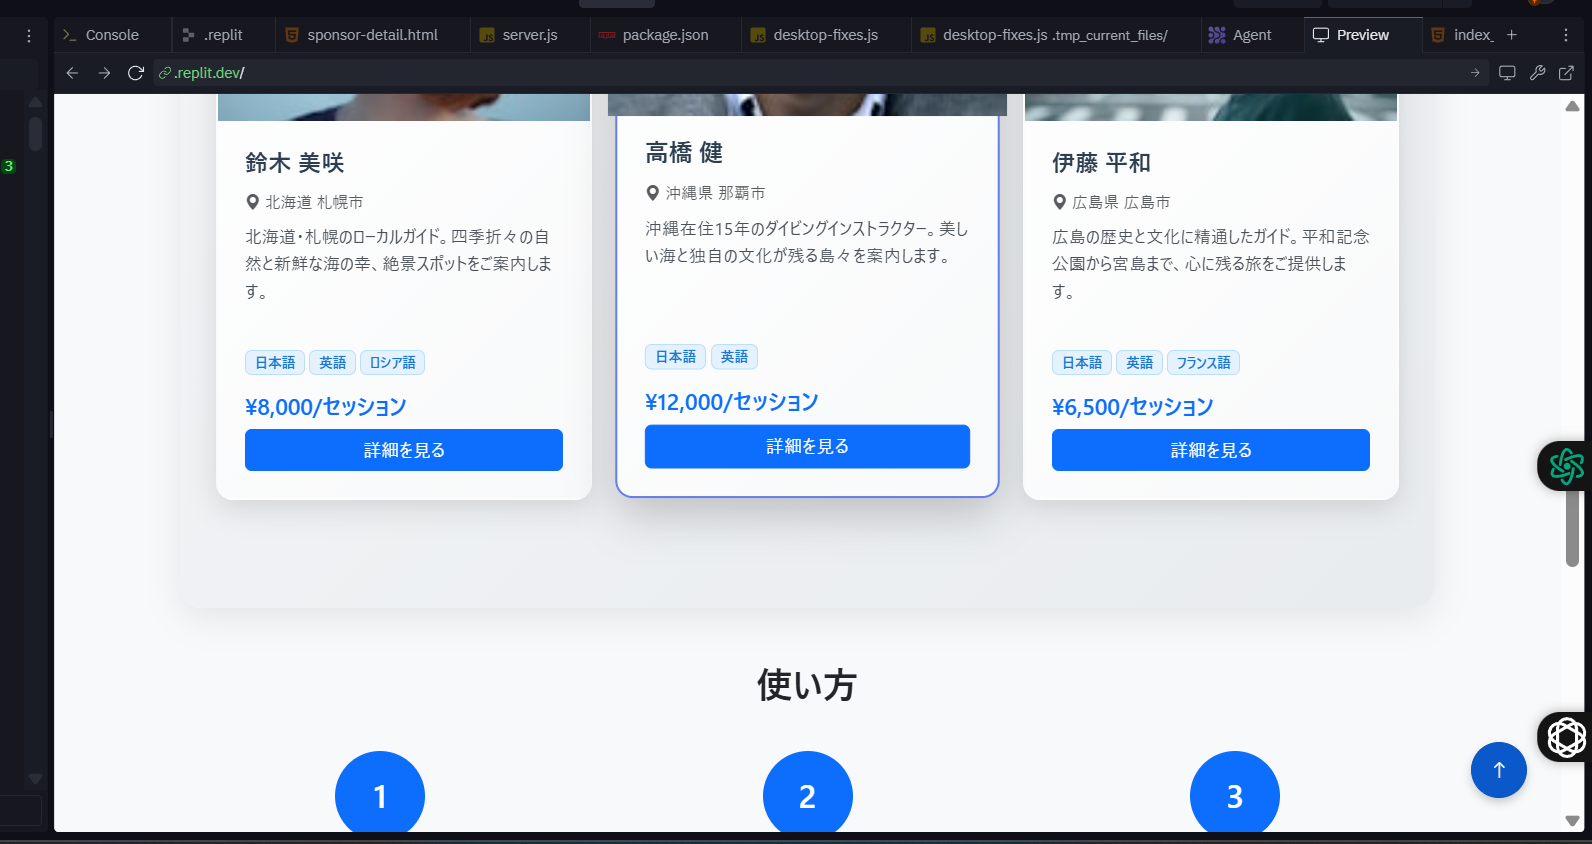 Console
.replit
sponsor-detail.html
server.js
package.json
desktop-fixes.js
desktop-fixes.js .tmp_current_files/
Agent
Preview
index_
.replit.dev/
3
鈴木 美咲
北海道 札幌市
北海道・札幌のローカルガイド。四季折々の自
然と新鮮な海の幸、絶景スポットをご案内しま
す。
日本語 英語 ロシア語
¥8,000/セッション
詳細を見る
高橋 健
沖縄県 那覇市
沖縄在住15年のダイビングインストラクター。美し
い海と独自の文化が残る島々を案内します。
日本語 英語
¥12,000/セッション
詳細を見る
伊藤 平和
広島県 広島市
広島の歴史と文化に精通したガイド。平和記念
公園から宮島まで、心に残る旅をご提供しま
す。
日本語 英語 フランス語
¥6,500/セッション
詳細を見る
使い方
1 2 3